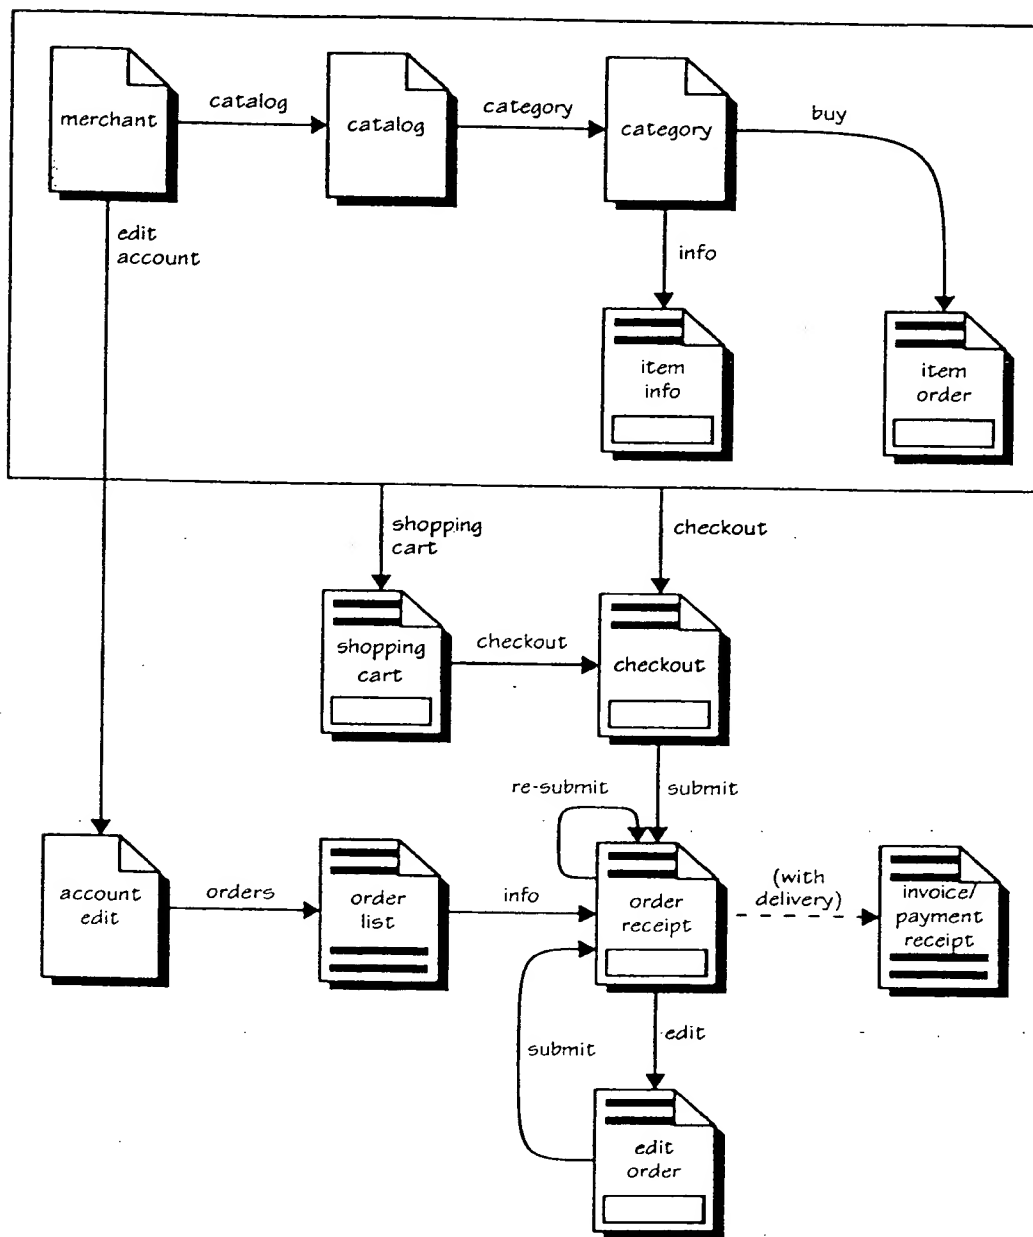 merchant
catalog
catalog
category
category
buy
edit
account
info
item
info
item
order
shopping
cart
checkout
shopping
cart
checkout
checkout
re-submit
submit
account
edit
orders
order
list
info
order
receipt
(with
delivery)
invoice/
payment
receipt
submit
edit
edit
order